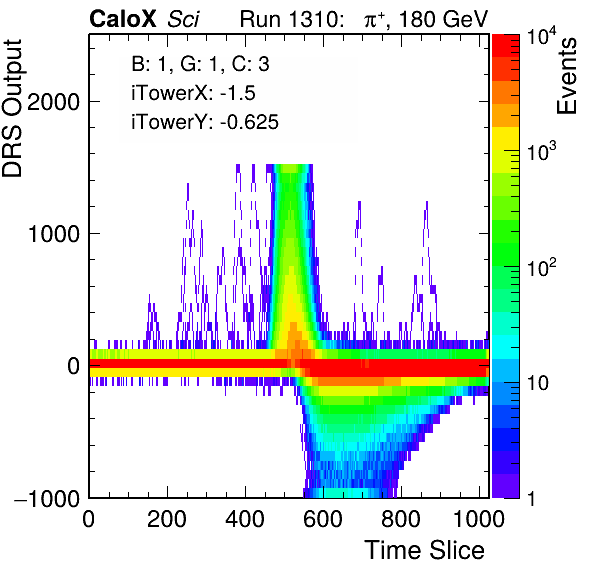 CaloX Sci Run 1310: π⁺, 180 GeV
B: 1, G: 1, C: 3
iTowerX: -1.5
iTowerY: -0.625
DRS Output
2000
1000
0
−1000
0 200 400 600 800 1000
Time Slice
Events
10⁴
10³
10²
10
1